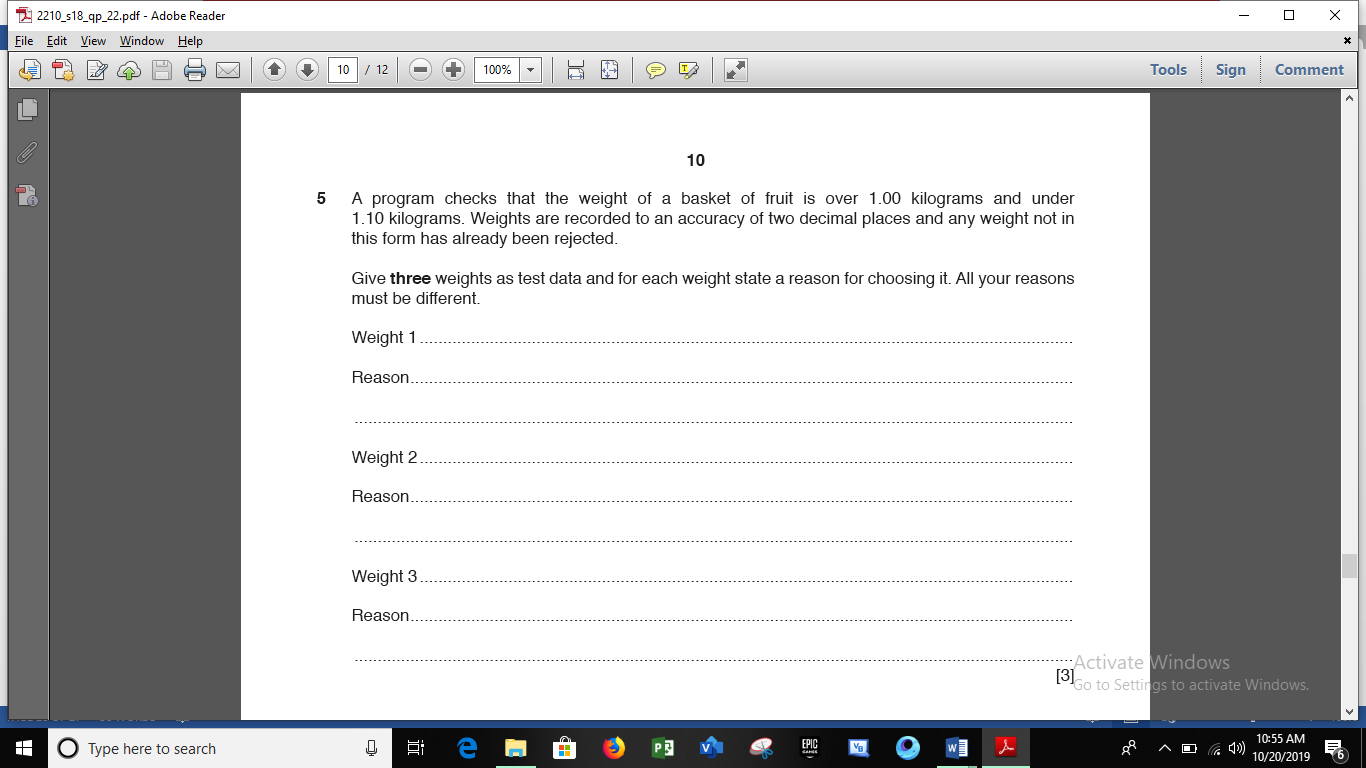 2210_s18_qp_22.pdf - Adobe Reader
File Edit View Window Help
10 / 12 100% Tools Sign Comment
10
5 A program checks that the weight of a basket of fruit is over 1.00 kilograms and under
1.10 kilograms. Weights are recorded to an accuracy of two decimal places and any weight not in
this form has already been rejected.
Give three weights as test data and for each weight state a reason for choosing it. All your reasons
must be different.
Weight 1
Reason
Weight 2
Reason
Weight 3
Reason
[3]
Activate Windows
Go to Settings to activate Windows.
Type here to search
10:55 AM
10/20/2019
6